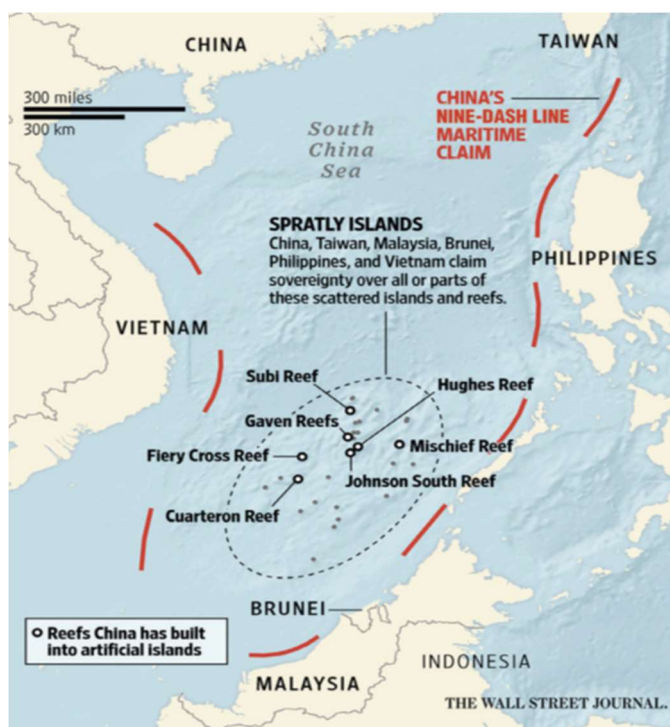 CHINA
TAIWAN
300 miles
300 km
CHINA'S
NINE-DASH LINE
MARITIME
CLAIM
South
China
Sea
SPRATLY ISLANDS
China, Taiwan, Malaysia, Brunei,
Philippines, and Vietnam claim
sovereignty over all or parts of
these scattered islands and reefs.
PHILIPPINES
VIETNAM
Subi Reef
Hughes Reef
Gaven Reefs
Mischief Reef
Fiery Cross Reef
Johnson South Reef
Cuarteron Reef
BRUNEI
Reefs China has built
into artificial islands
INDONESIA
MALAYSIA
THE WALL STREET JOURNAL.